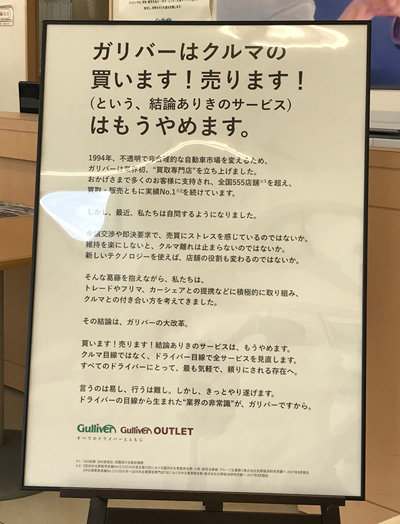 ガリバーはクルマの
買います！売ります！
(という、結論ありきのサービス)
はもうやめます。
1994年、不透明で非合理的な自動車市場を変えるため、
ガリバーは業界初、“買取専門店”を立ち上げました。
おかげさまで多くのお客様に支持され、全国555店舗※1を超え、
買取・販売ともに実績No.1※2を続けています。
しかし、最近、私たちは自問するようになりました。
金額交渉や即決要求で、売買にストレスを感じているのではないか。
維持を楽にしないと、クルマ離れは止まらないのではないか。
新しいテクノロジーを使えば、店舗の役割も変わるのではないか。
そんな葛藤を抱えながら、私たちは、
トレードやフリマ、カーシェアとの提携などに積極的に取り組み、
クルマとの付き合い方を考えてきました。
その結論は、ガリバーの大改革。
買います！売ります！結論ありきのサービスは、もうやめます。
クルマ目線ではなく、ドライバー目線で全サービスを見直します。
すべてのドライバーにとって、最も気軽で、頼りにされる存在へ。
言うのは易し、行うは難し。しかし、きっとやり遂げます。
ドライバーの目線から生まれた“業界の非常識”が、ガリバーですから。
Gulliver Gulliver OUTLET
すべてのドライバーとともに